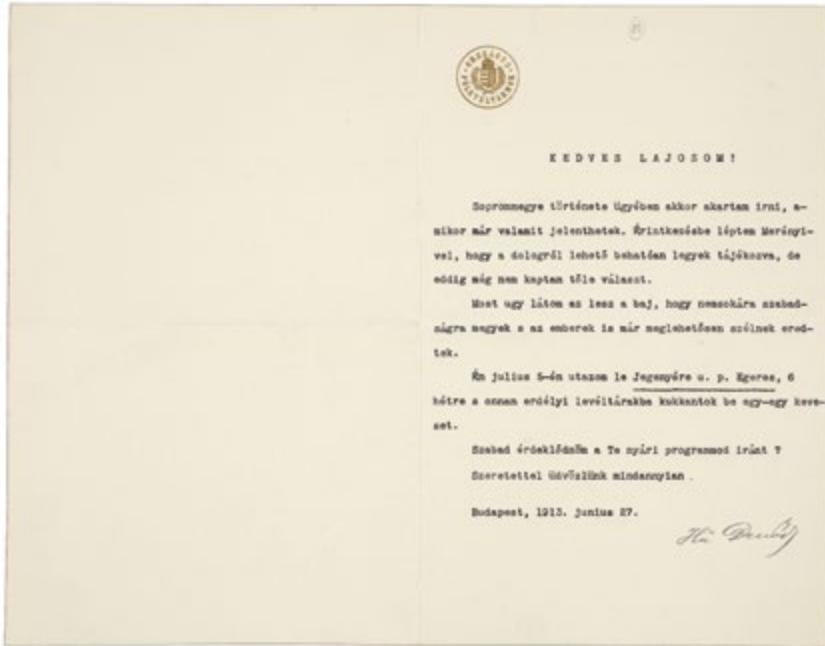 ORSZÁGOS LEVÉLTÁRNOK
KEDVES LAJOSOM!
Sopronmegye története ügyében akkor akartam irni, a-
mikor már valamit jelenthetek. Érintkezésbe léptem Merényi-
vel, hogy a dologról lehető behatóan legyek tájékozva, de
eddig még nem kaptam tőle választ.
Most ugy látom az lesz a baj, hogy nemsokára szabad-
ságra megyek s az emberek is már meglehetősen szélnek ered-
tek.
Én julius 5-én utazom le Jegenyére u. p. Egeres, 6
hétre s onnan erdélyi levéltárakba kukkantok be egy-egy keve-
set.
Szabad érdeklődnöm a Te nyári programmod iránt ?
Szeretettel üdvözlünk mindannyian .
Budapest, 1913. junius 27.